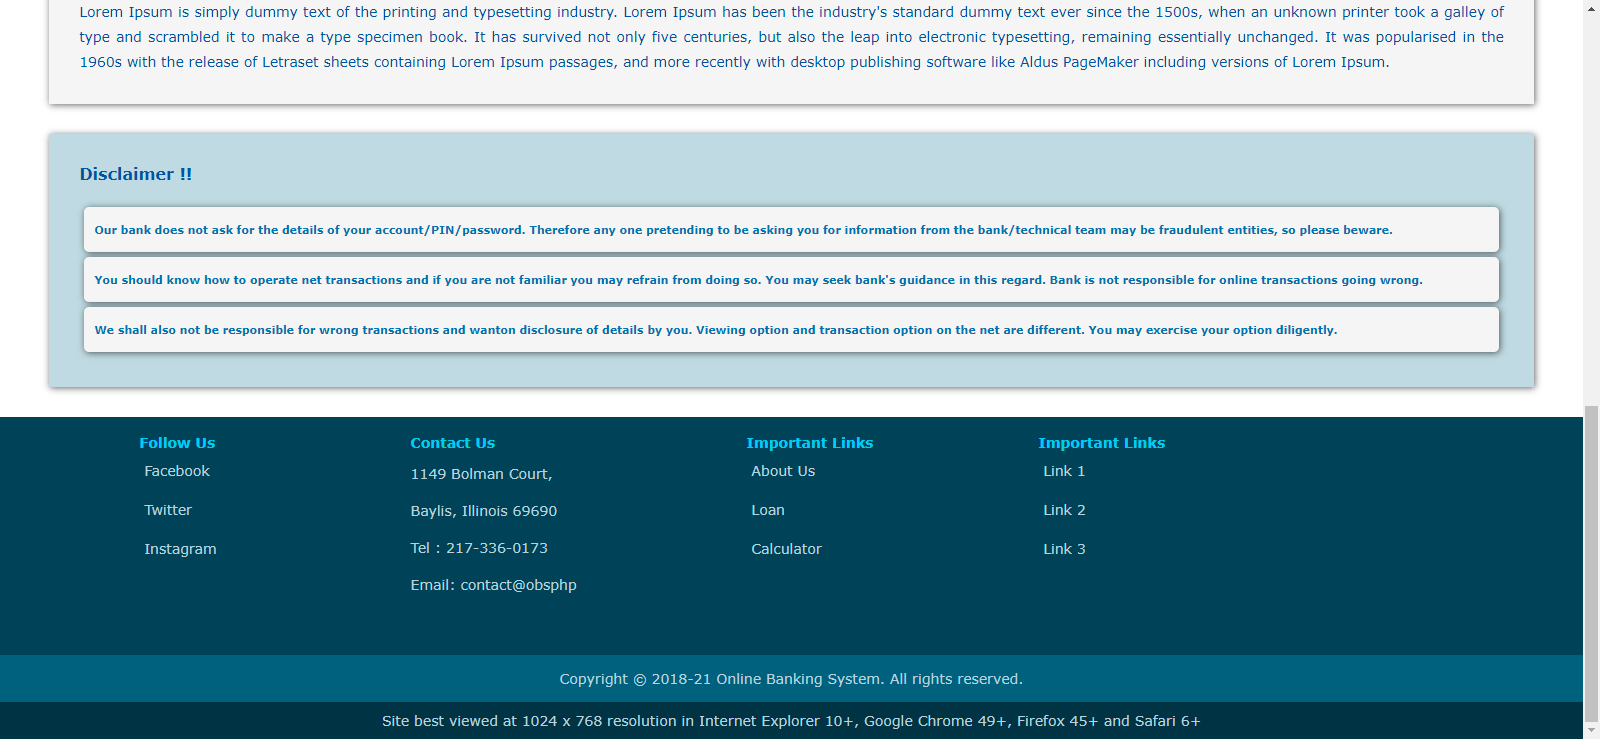 Lorem Ipsum is simply dummy text of the printing and typesetting industry. Lorem Ipsum has been the industry's standard dummy text ever since the 1500s, when an unknown printer took a galley of
type and scrambled it to make a type specimen book. It has survived not only five centuries, but also the leap into electronic typesetting, remaining essentially unchanged. It was popularised in the
1960s with the release of Letraset sheets containing Lorem Ipsum passages, and more recently with desktop publishing software like Aldus PageMaker including versions of Lorem Ipsum.
Disclaimer !!
Our bank does not ask for the details of your account/PIN/password. Therefore any one pretending to be asking you for information from the bank/technical team may be fraudulent entities, so please beware.
You should know how to operate net transactions and if you are not familiar you may refrain from doing so. You may seek bank's guidance in this regard. Bank is not responsible for online transactions going wrong.
We shall also not be responsible for wrong transactions and wanton disclosure of details by you. Viewing option and transaction option on the net are different. You may exercise your option diligently.
Follow Us
Facebook
Twitter
Instagram
Contact Us
1149 Bolman Court,
Baylis, Illinois 69690
Tel : 217-336-0173
Email: contact@obsphp
Important Links
About Us
Loan
Calculator
Important Links
Link 1
Link 2
Link 3
Copyright © 2018-21 Online Banking System. All rights reserved.
Site best viewed at 1024 x 768 resolution in Internet Explorer 10+, Google Chrome 49+, Firefox 45+ and Safari 6+